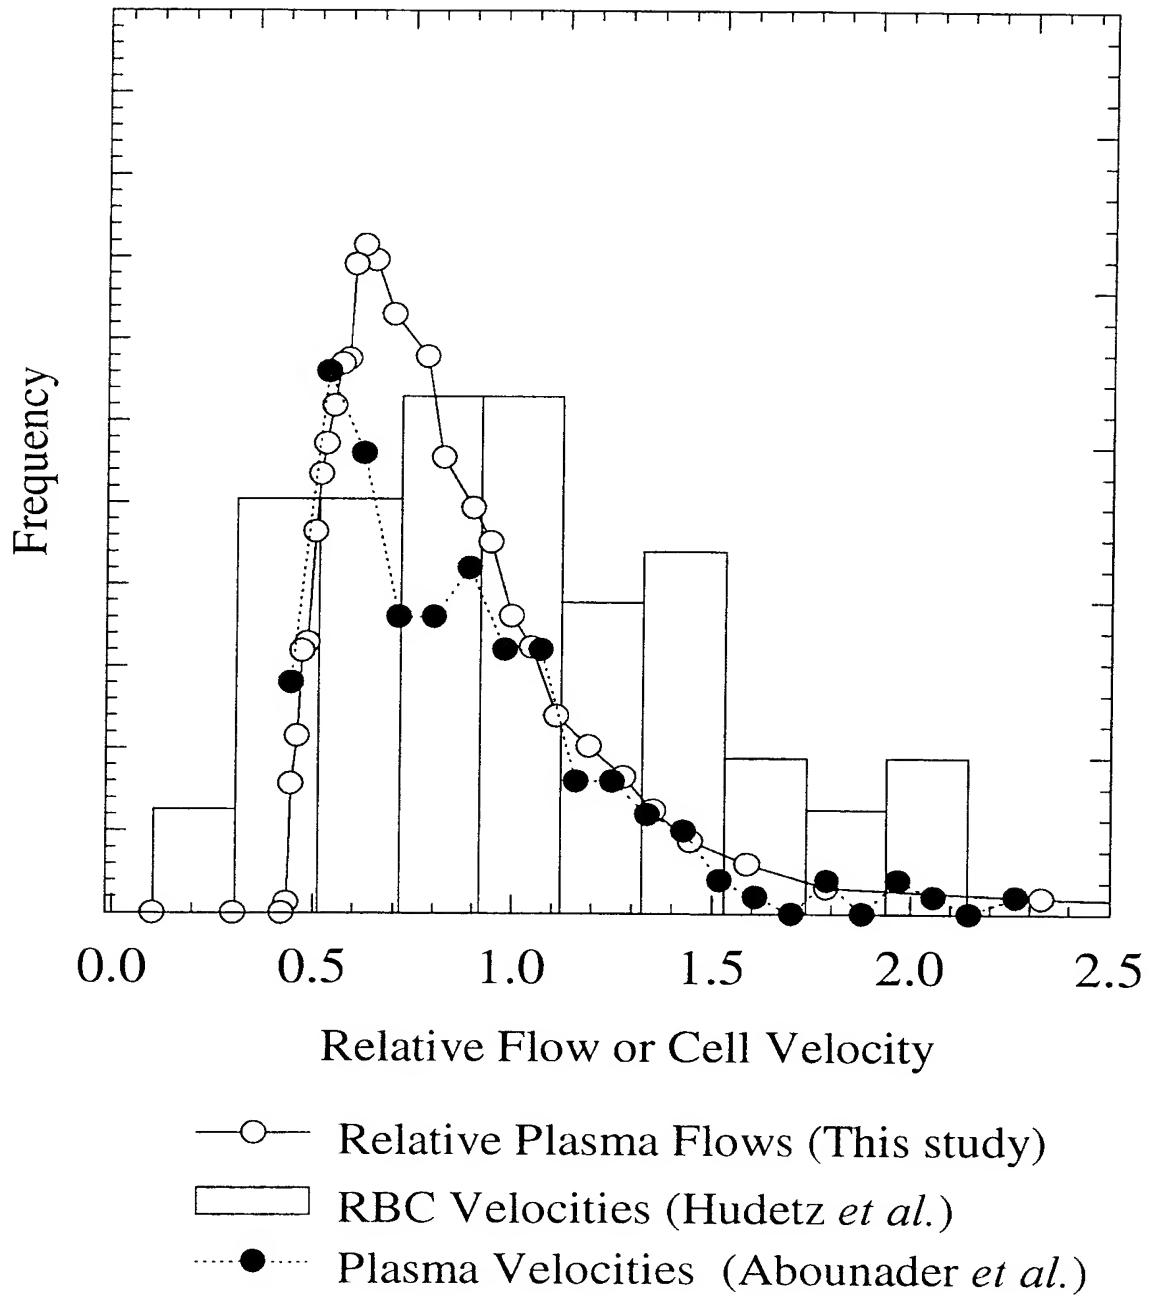 Frequency
0.0 0.5 1.0 1.5 2.0 2.5
Relative Flow or Cell Velocity
Relative Plasma Flows (This study)
RBC Velocities (Hudetz et al.)
Plasma Velocities (Abounader et al.)